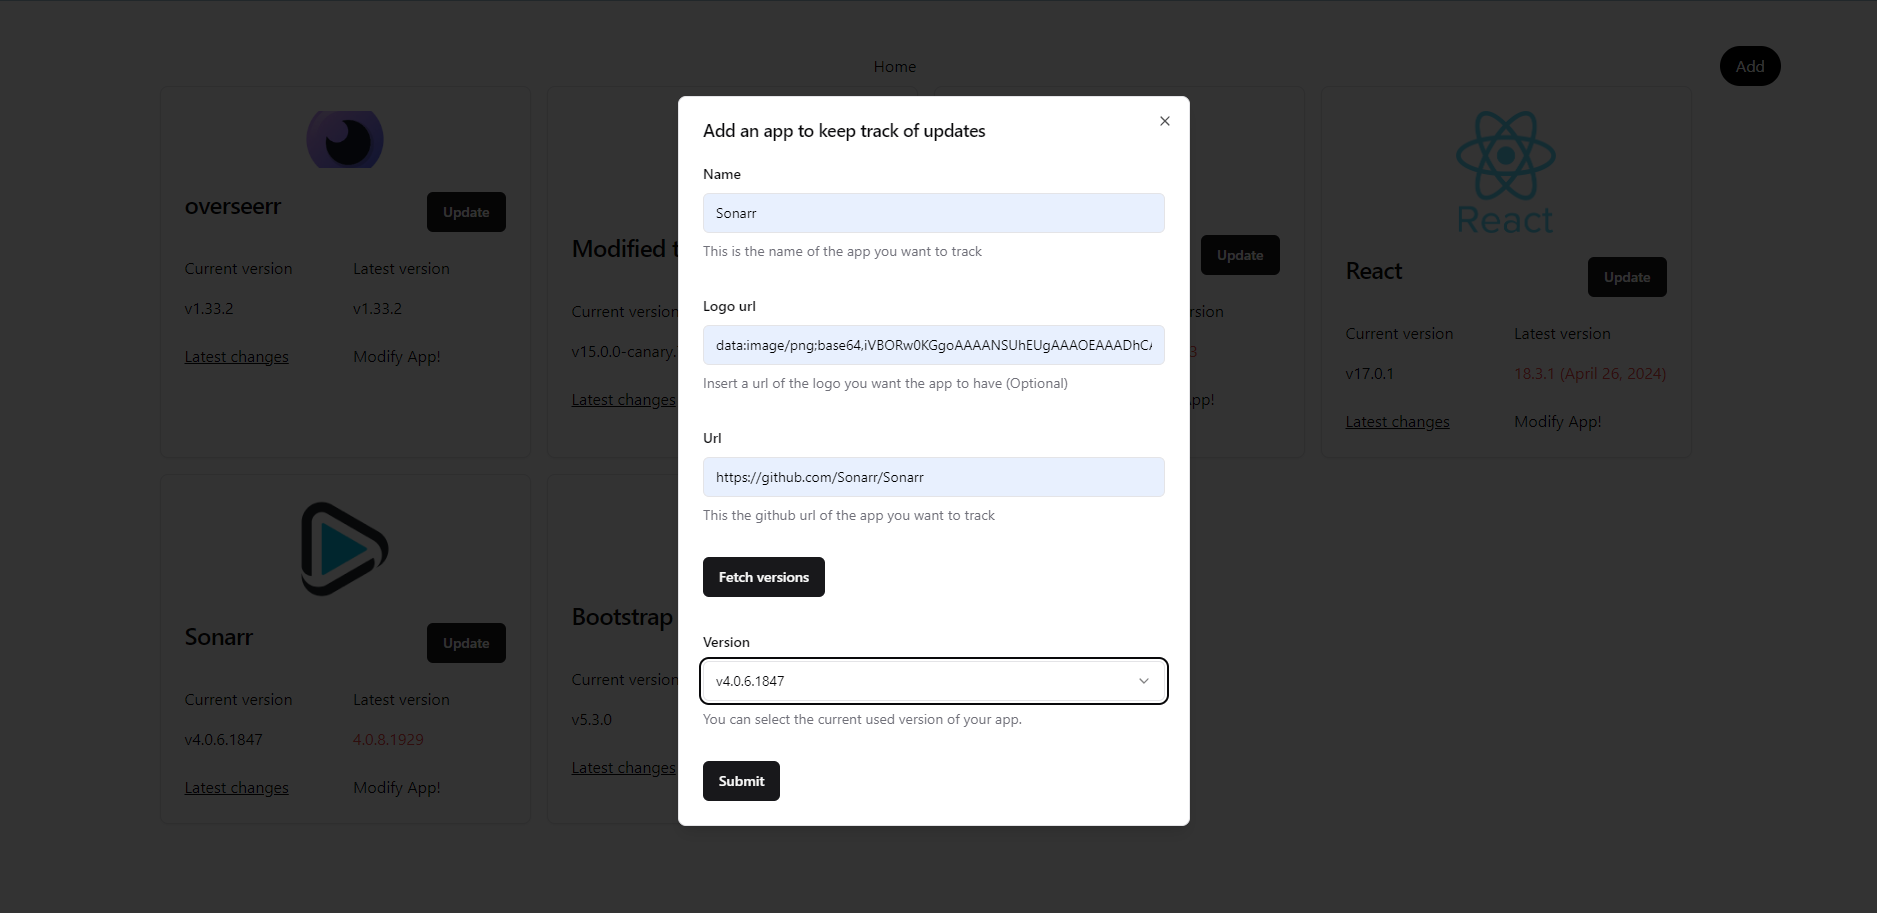 Home
Add
overseerr
Update
Current version
Latest version
v1.33.2
v1.33.2
Latest changes
Modify App!
Modified
Current version
v15.0.0-canary.
Latest changes
Update
3
React
React
Update
Current version
Latest version
v17.0.1
18.3.1 (April 26, 2024)
Latest changes
Modify App!
Sonarr
Update
Current version
Latest version
v4.0.6.1847
4.0.8.1929
Latest changes
Modify App!
Bootstrap
Current version
v5.3.0
Latest changes
Add an app to keep track of updates
Name
Sonarr
This is the name of the app you want to track
Logo url
data:image/png;base64,iVBORw0KGgoAAAANSUhEUgAAAOEAAADhC
Insert a url of the logo you want the app to have (Optional)
Url
https://github.com/Sonarr/Sonarr
This the github url of the app you want to track
Fetch versions
Version
v4.0.6.1847
You can select the current used version of your app.
Submit